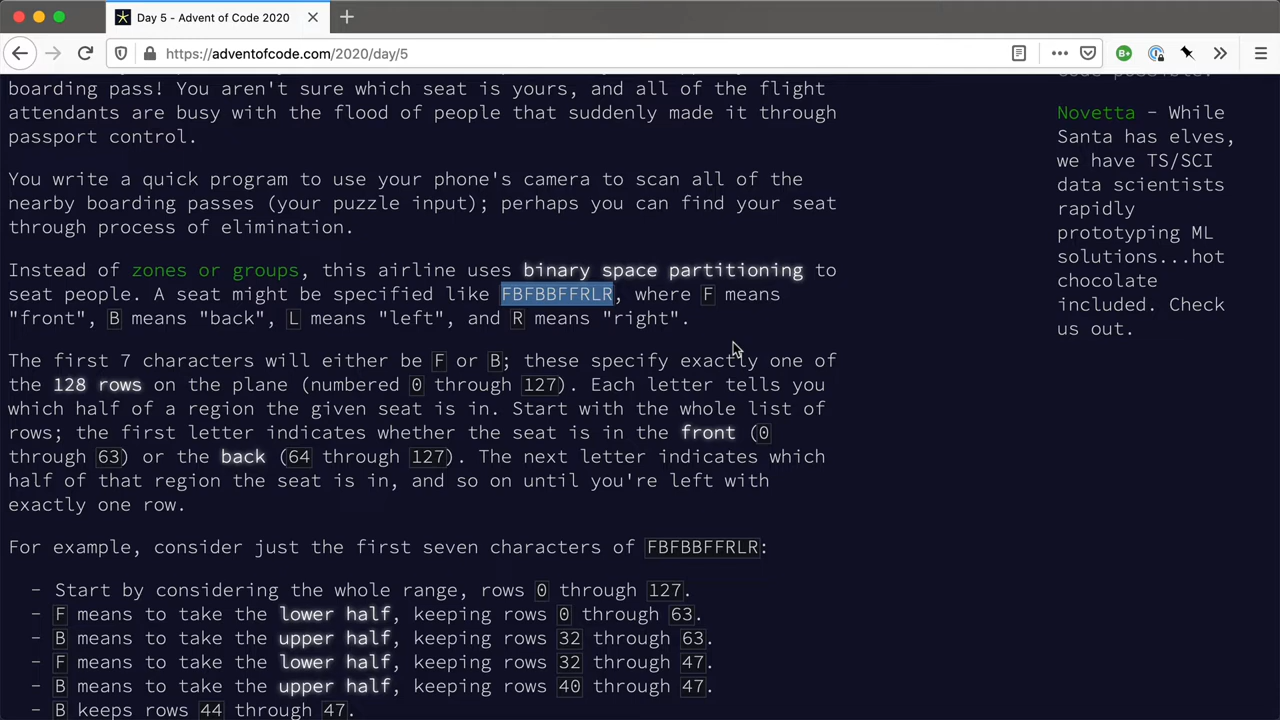 Day 5 - Advent of Code 2020
https://adventofcode.com/2020/day/5
boarding pass! You aren't sure which seat is yours, and all of the flight
attendants are busy with the flood of people that suddenly made it through
passport control.
You write a quick program to use your phone's camera to scan all of the
nearby boarding passes (your puzzle input); perhaps you can find your seat
through process of elimination.
Instead of zones or groups, this airline uses binary space partitioning to
seat people. A seat might be specified like FBFBBFFRLR, where F means
"front", B means "back", L means "left", and R means "right".
The first 7 characters will either be F or B; these specify exactly one of
the 128 rows on the plane (numbered 0 through 127). Each letter tells you
which half of a region the given seat is in. Start with the whole list of
rows; the first letter indicates whether the seat is in the front (0
through 63) or the back (64 through 127). The next letter indicates which
half of that region the seat is in, and so on until you're left with
exactly one row.
For example, consider just the first seven characters of FBFBBFFRLR:
- Start by considering the whole range, rows 0 through 127.
- F means to take the lower half, keeping rows 0 through 63.
- B means to take the upper half, keeping rows 32 through 63.
- F means to take the lower half, keeping rows 32 through 47.
- B means to take the upper half, keeping rows 40 through 47.
- B keeps rows 44 through 47.
Novetta - While
Santa has elves,
we have TS/SCI
data scientists
rapidly
prototyping ML
solutions...hot
chocolate
included. Check
us out.